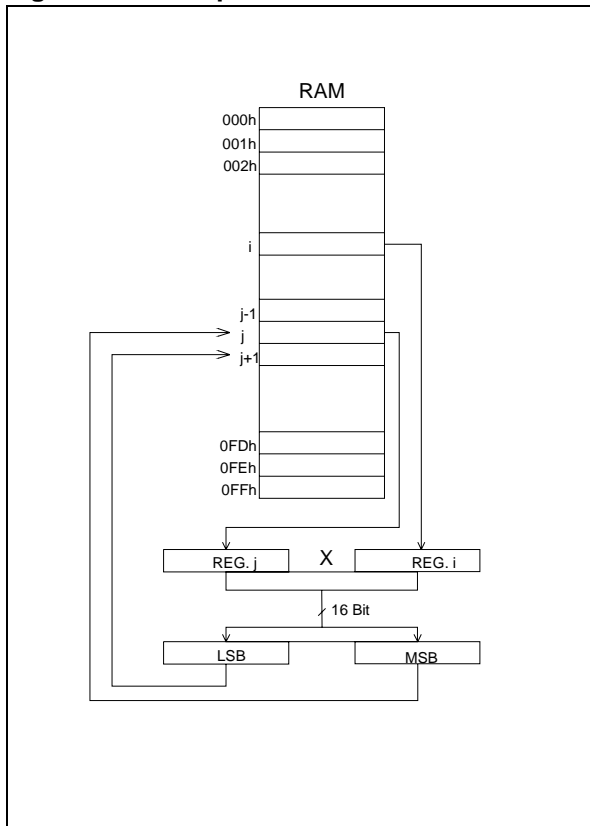 RAM
000h
001h
002h
i
j-1
j
j+1
0FDh
0FEh
0FFh
REG. j X REG. i
16 Bit
LSB MSB